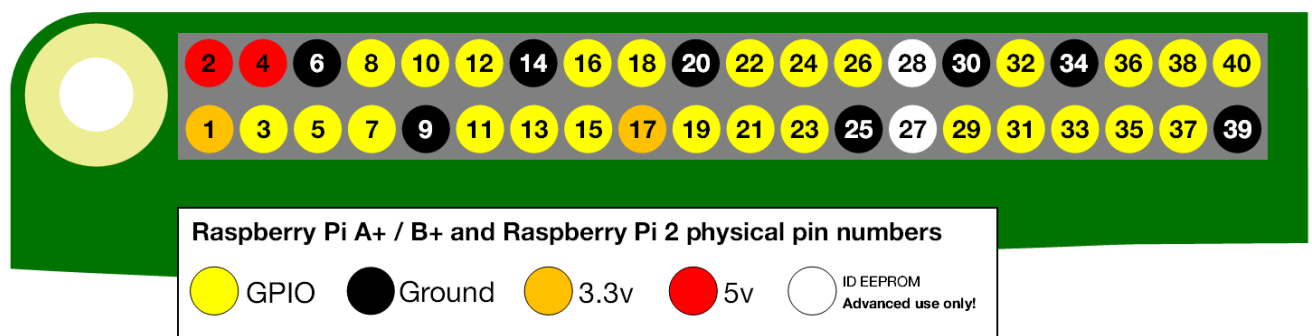 2 4 6 8 10 12 14 16 18 20 22 24 26 28 30 32 34 36 38 40
1 3 5 7 9 11 13 15 17 19 21 23 25 27 29 31 33 35 37 39
Raspberry Pi A+ / B+ and Raspberry Pi 2 physical pin numbers
GPIO Ground 3.3v 5v ID EEPROM
Advanced use only!